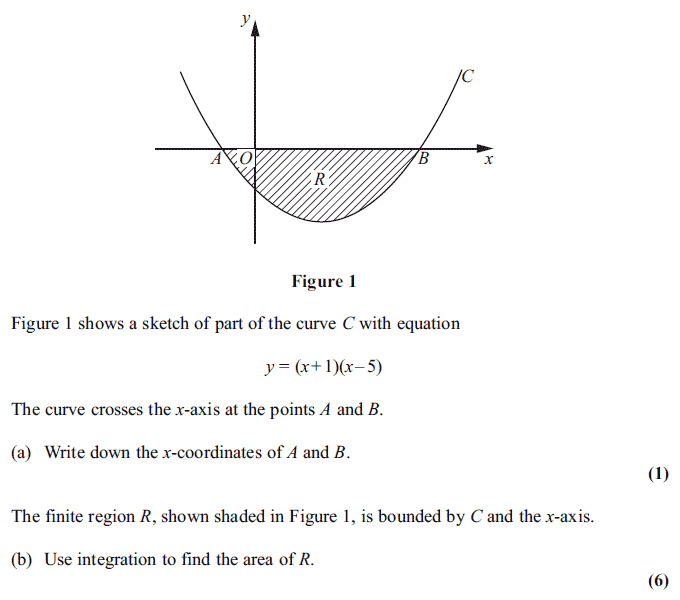 y
C
A
O
B
x
R
Figure 1
Figure 1 shows a sketch of part of the curve C with equation
y = (x+1)(x−5)
The curve crosses the x-axis at the points A and B.
(a) Write down the x-coordinates of A and B.
(1)
The finite region R, shown shaded in Figure 1, is bounded by C and the x-axis.
(b) Use integration to find the area of R.
(6)